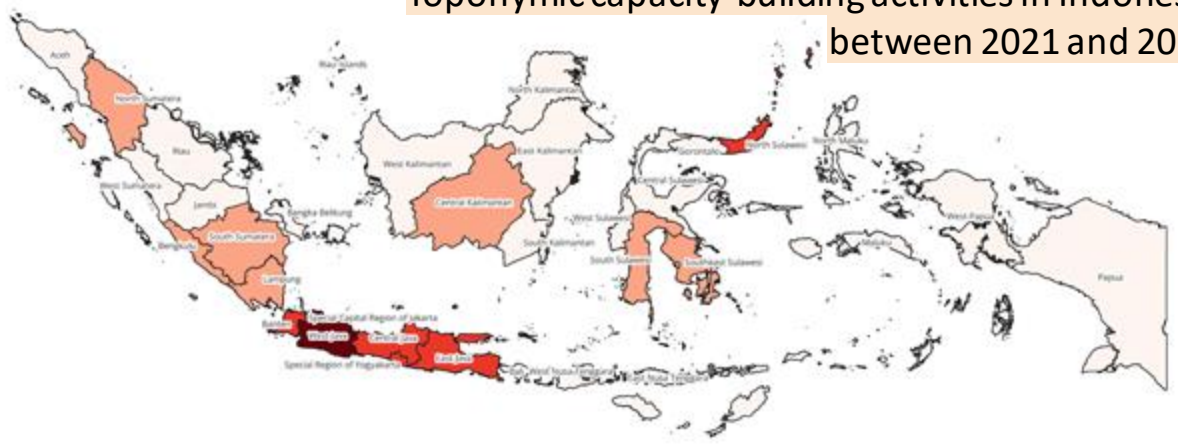 Toponymic capacity-building activities in Indones
between 2021 and 20
Aceh
Riau Islands
North Sumatera
North Kalimantan
Riau
East Kalimantan
West Kalimantan
Gorontalo
North Sulawesi
North Maluku
Central Sulawesi
West Sumatera
Jambi
Central Kalimantan
Bangka Belitung
West Papua
West Sulawesi
South Sumatera
South Kalimantan
Bengkulu
Maluku
South Sulawesi
Southeast Sulawesi
Lampung
Papua
Special Capital Region of Jakarta
Banten
West Java
Central Java
East Java
Special Region of Yogyakarta
Bali
West Nusa Tenggara
East Nusa Tenggara